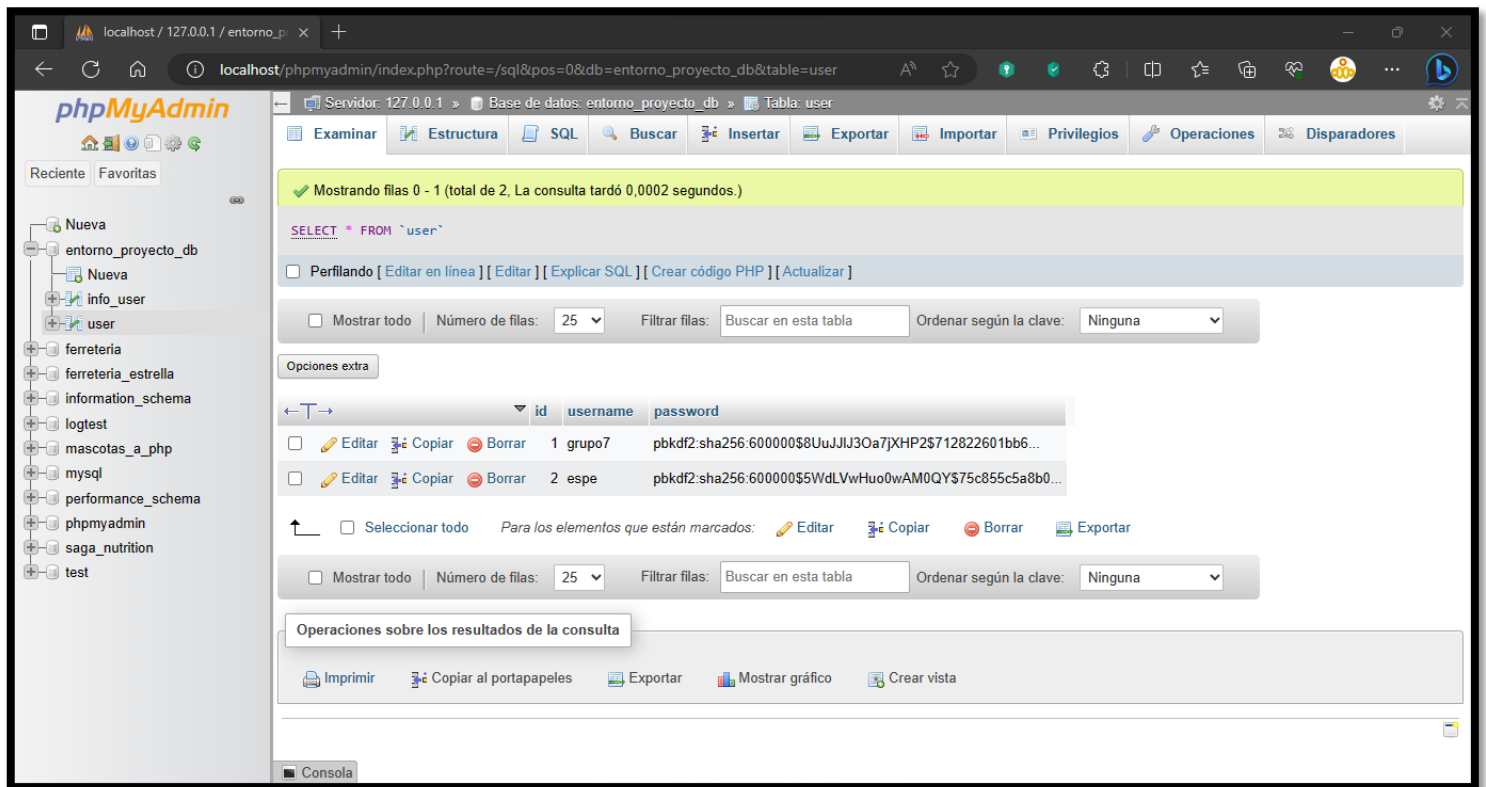 localhost / 127.0.0.1 / entorno_pr
localhost/phpmyadmin/index.php?route=/sql&pos=0&db=entorno_proyecto_db&table=user
phpMyAdmin
Reciente Favoritas
Nueva
entorno_proyecto_db
Nueva
info_user
user
ferreteria
ferreteria_estrella
information_schema
logtest
mascotas_a_php
mysql
performance_schema
phpmyadmin
saga_nutrition
test
Servidor: 127.0.0.1 » Base de datos: entorno_proyecto_db » Tabla: user
Examinar Estructura SQL Buscar Insertar Exportar Importar Privilegios Operaciones Disparadores
Mostrando filas 0 - 1 (total de 2, La consulta tardó 0,0002 segundos.)
SELECT * FROM `user`
Perfilando [ Editar en línea ] [ Editar ] [ Explicar SQL ] [ Crear código PHP ] [ Actualizar ]
Mostrar todo | Número de filas: 25 Filtrar filas: Buscar en esta tabla Ordenar según la clave: Ninguna
Opciones extra
←T→ id username password
Editar Copiar Borrar 1 grupo7 pbkdf2:sha256:600000$8UuJJlJ3Oa7jXHP2$712822601bb6...
Editar Copiar Borrar 2 espe pbkdf2:sha256:600000$5WdLVwHuo0wAM0QY$75c855c5a8b0...
Seleccionar todo Para los elementos que están marcados: Editar Copiar Borrar Exportar
Mostrar todo | Número de filas: 25 Filtrar filas: Buscar en esta tabla Ordenar según la clave: Ninguna
Operaciones sobre los resultados de la consulta
Imprimir Copiar al portapapeles Exportar Mostrar gráfico Crear vista
Consola